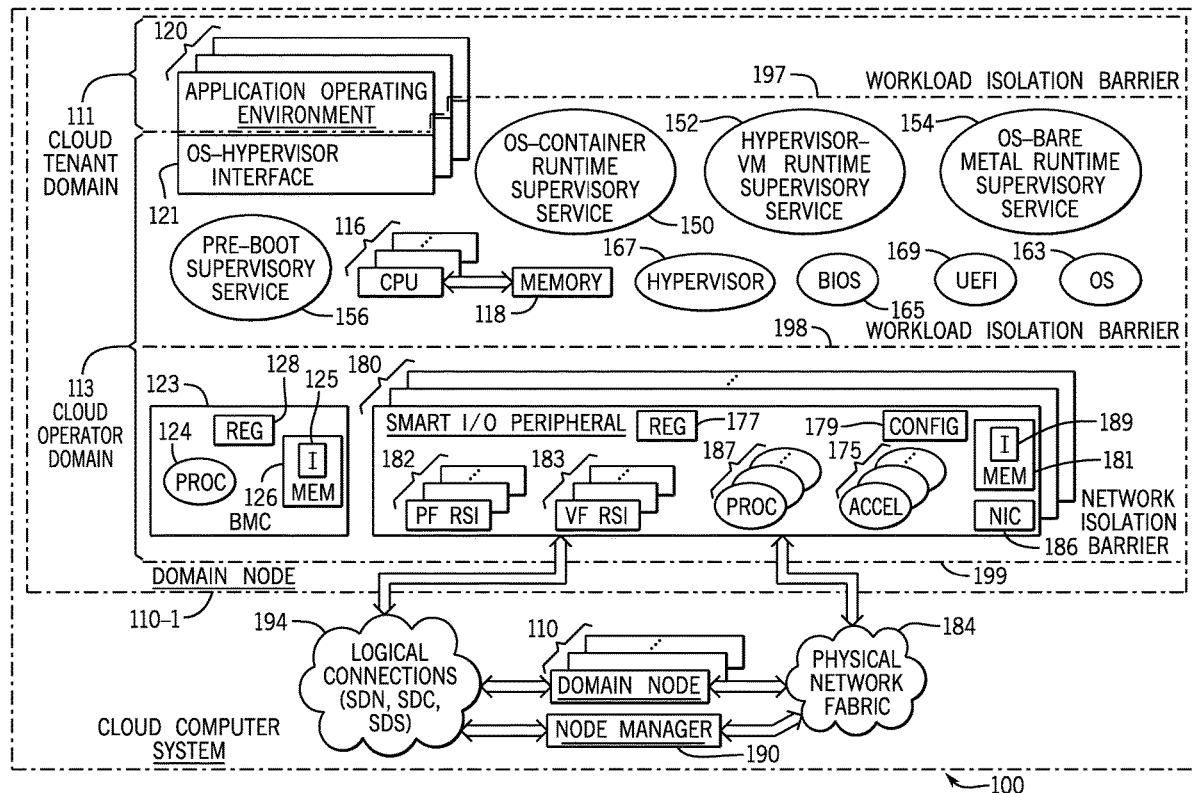 120
APPLICATION OPERATING
ENVIRONMENT
197
WORKLOAD ISOLATION BARRIER
111
CLOUD
TENANT
DOMAIN
OS-HYPERVISOR
INTERFACE
121
OS-CONTAINER
RUNTIME
SUPERVISORY
SERVICE
150
152
HYPERVISOR-
VM RUNTIME
SUPERVISORY
SERVICE
154
OS-BARE
METAL RUNTIME
SUPERVISORY
SERVICE
PRE-BOOT
SUPERVISORY
SERVICE
156
116
CPU
MEMORY
118
167
HYPERVISOR
BIOS
165
169
UEFI
163
OS
198
WORKLOAD ISOLATION BARRIER
113
CLOUD
OPERATOR
DOMAIN
123
128
125
REG
124
PROC
126
I
MEM
BMC
180
SMART I/O PERIPHERAL
REG
177
179
CONFIG
I
189
MEM
181
182
PF RSI
183
VF RSI
187
PROC
175
ACCEL
NIC
186
NETWORK
ISOLATION
BARRIER
199
DOMAIN NODE
110-1
194
LOGICAL
CONNECTIONS
(SDN, SDC,
SDS)
110
DOMAIN NODE
NODE MANAGER
190
184
PHYSICAL
NETWORK
FABRIC
CLOUD COMPUTER
SYSTEM
100